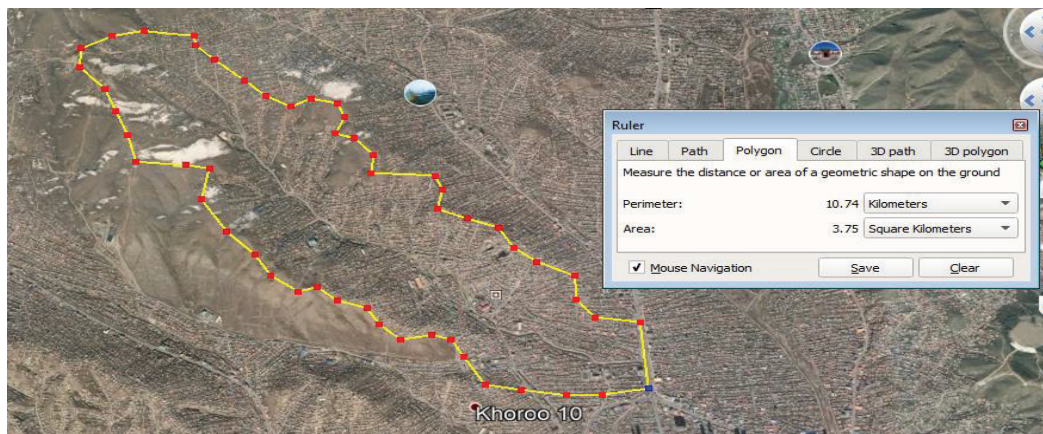 Ruler
Line Path Polygon Circle 3D path 3D polygon
Measure the distance or area of a geometric shape on the ground
Perimeter: 10.74 Kilometers
Area: 3.75 Square Kilometers
Mouse Navigation Save Clear
Khoroo 10